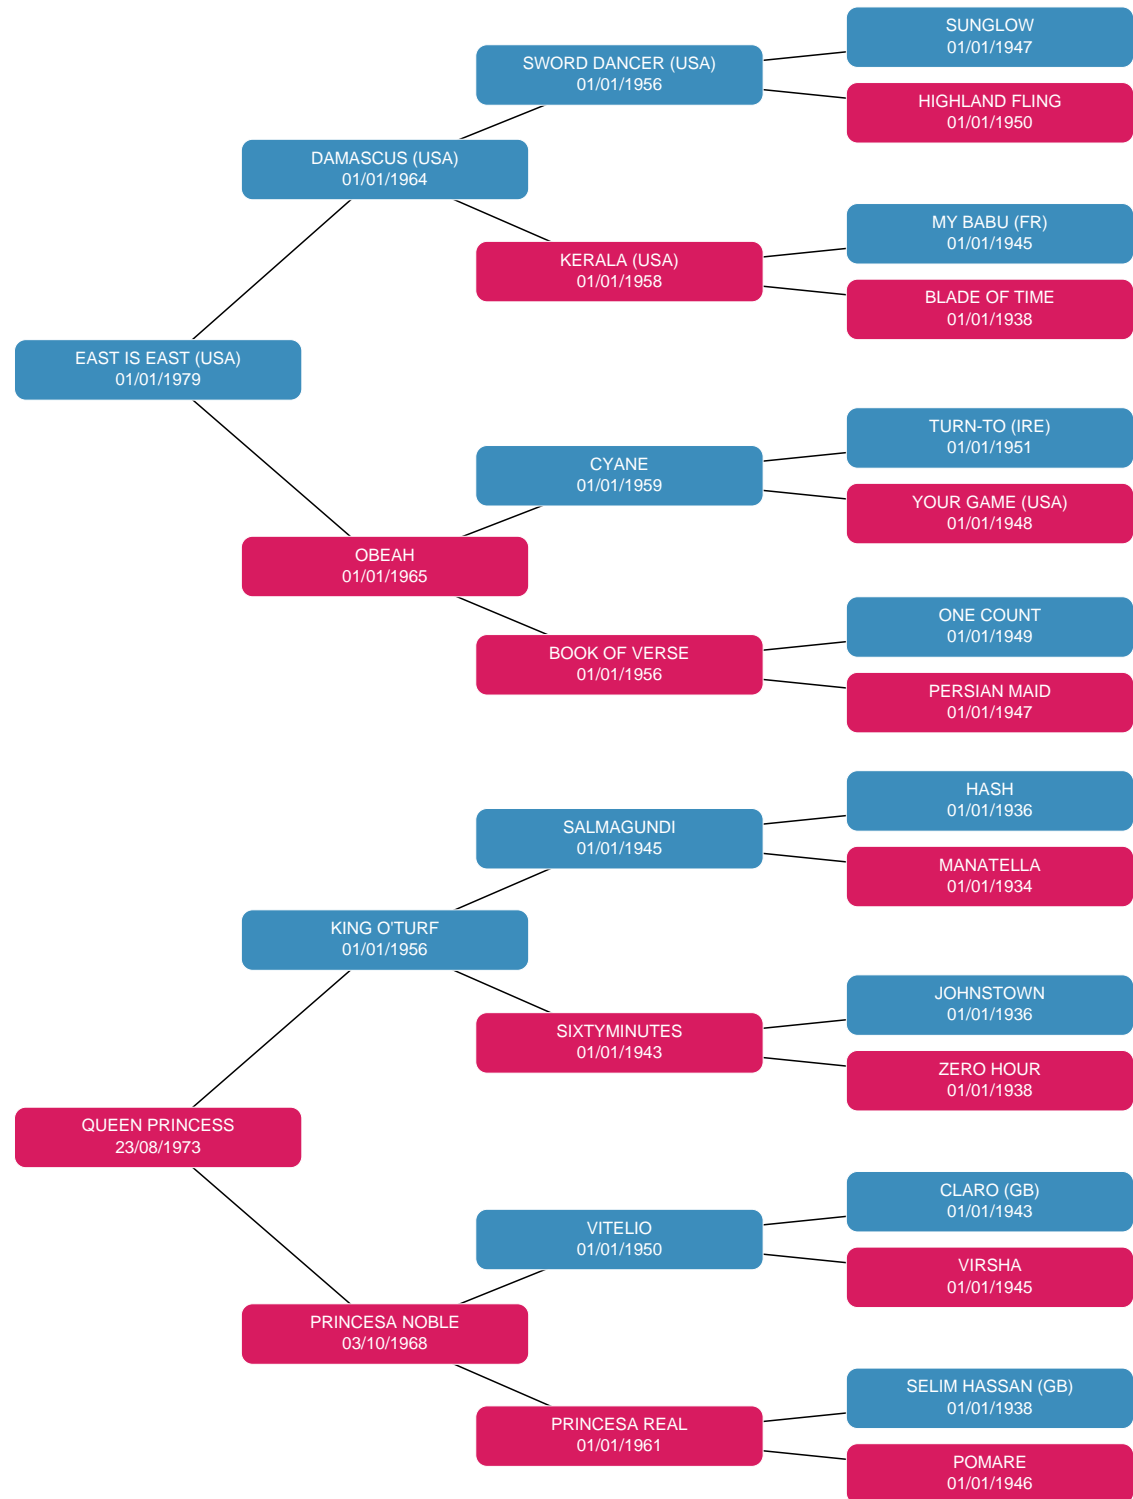 SUNGLOW
01/01/1947
SWORD DANCER (USA)
01/01/1956
HIGHLAND FLING
01/01/1950
DAMASCUS (USA)
01/01/1964
MY BABU (FR)
01/01/1945
KERALA (USA)
01/01/1958
BLADE OF TIME
01/01/1938
EAST IS EAST (USA)
01/01/1979
TURN-TO (IRE)
01/01/1951
CYANE
01/01/1959
YOUR GAME (USA)
01/01/1948
OBEAH
01/01/1965
ONE COUNT
01/01/1949
BOOK OF VERSE
01/01/1956
PERSIAN MAID
01/01/1947
HASH
01/01/1936
SALMAGUNDI
01/01/1945
MANATELLA
01/01/1934
KING O'TURF
01/01/1956
JOHNSTOWN
01/01/1936
SIXTYMINUTES
01/01/1943
ZERO HOUR
01/01/1938
QUEEN PRINCESS
23/08/1973
CLARO (GB)
01/01/1943
VITELIO
01/01/1950
VIRSHA
01/01/1945
PRINCESA NOBLE
03/10/1968
SELIM HASSAN (GB)
01/01/1938
PRINCESA REAL
01/01/1961
POMARE
01/01/1946